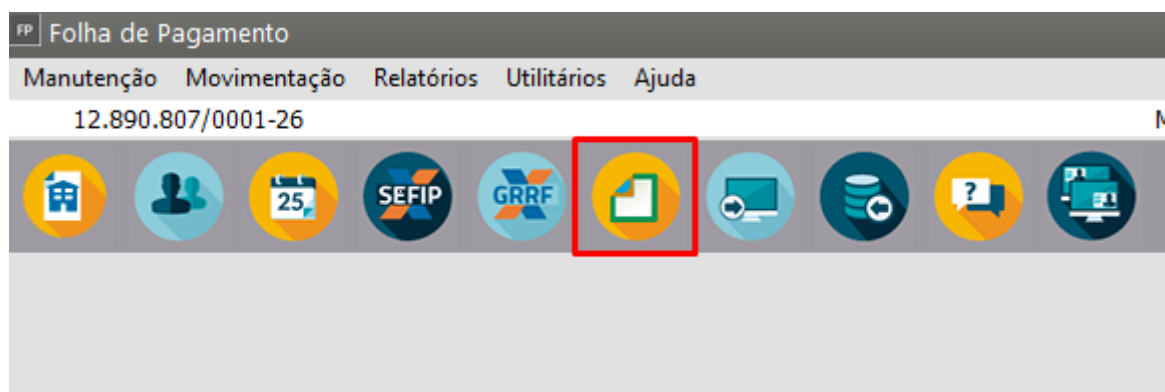 FP Folha de Pagamento
Manutenção Movimentação Relatórios Utilitários Ajuda
12.890.807/0001-26 M
25 SEFIP GRRF ?